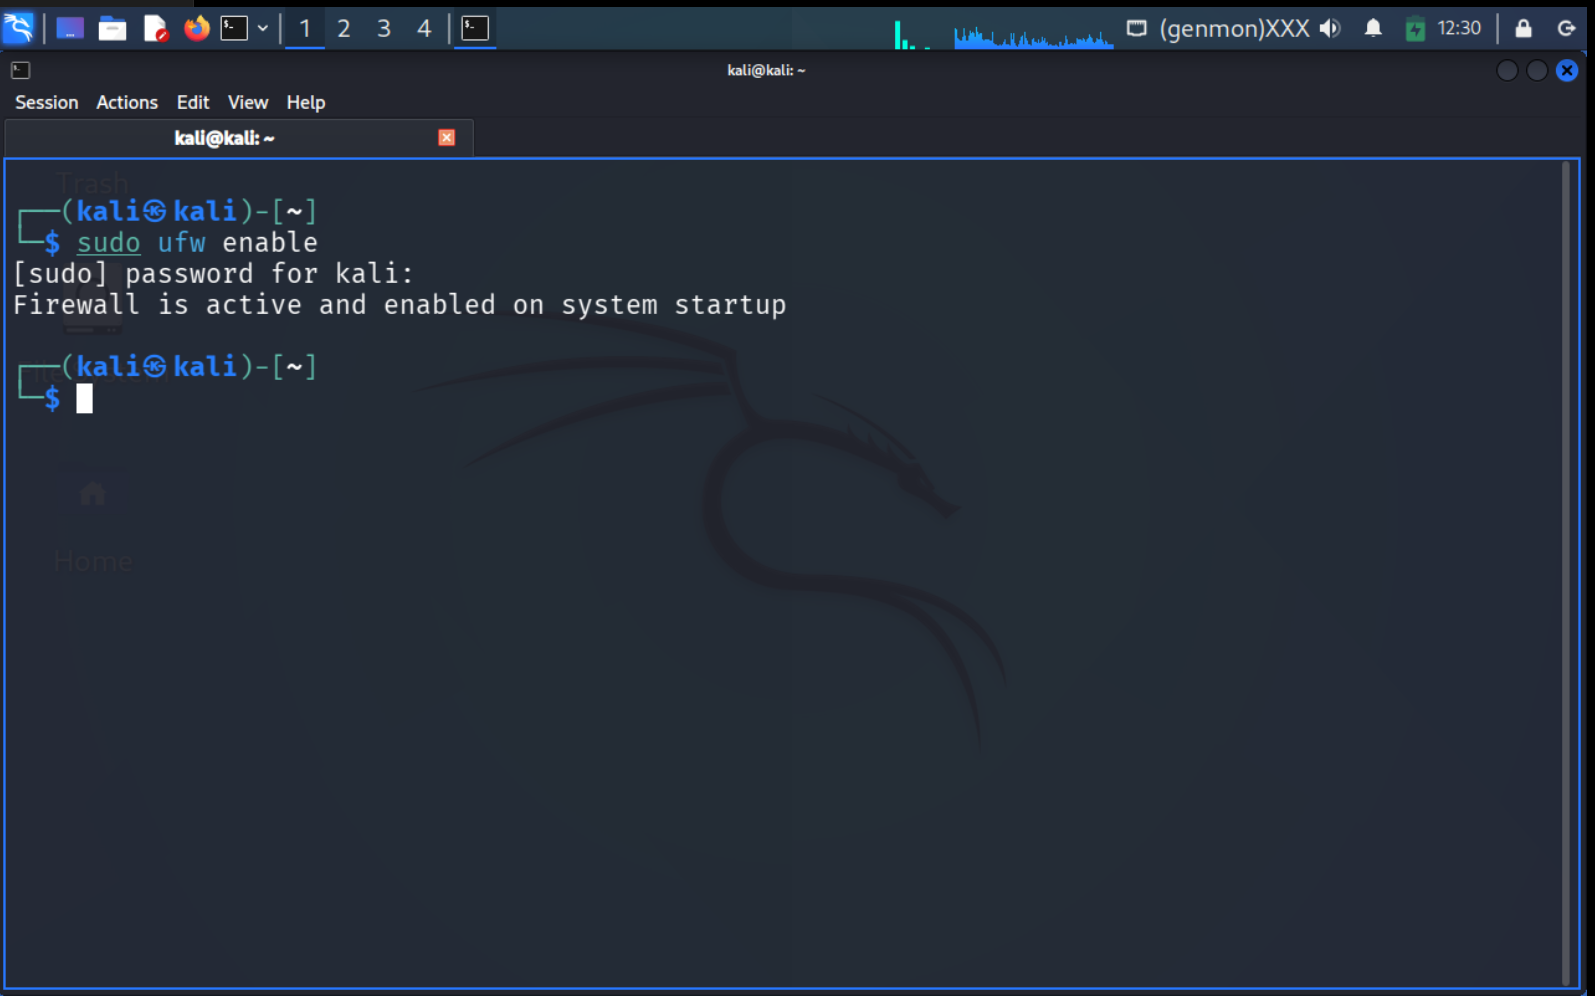 1 2 3 4 (genmon)XXX 12:30
kali@kali: ~
Session Actions Edit View Help
kali@kali: ~
Trash
┌──(kali㉿kali)-[~]
└─$ sudo ufw enable
[sudo] password for kali:
Firewall is active and enabled on system startup
┌──(kali㉿kali)-[~]
File System
└─$
Home